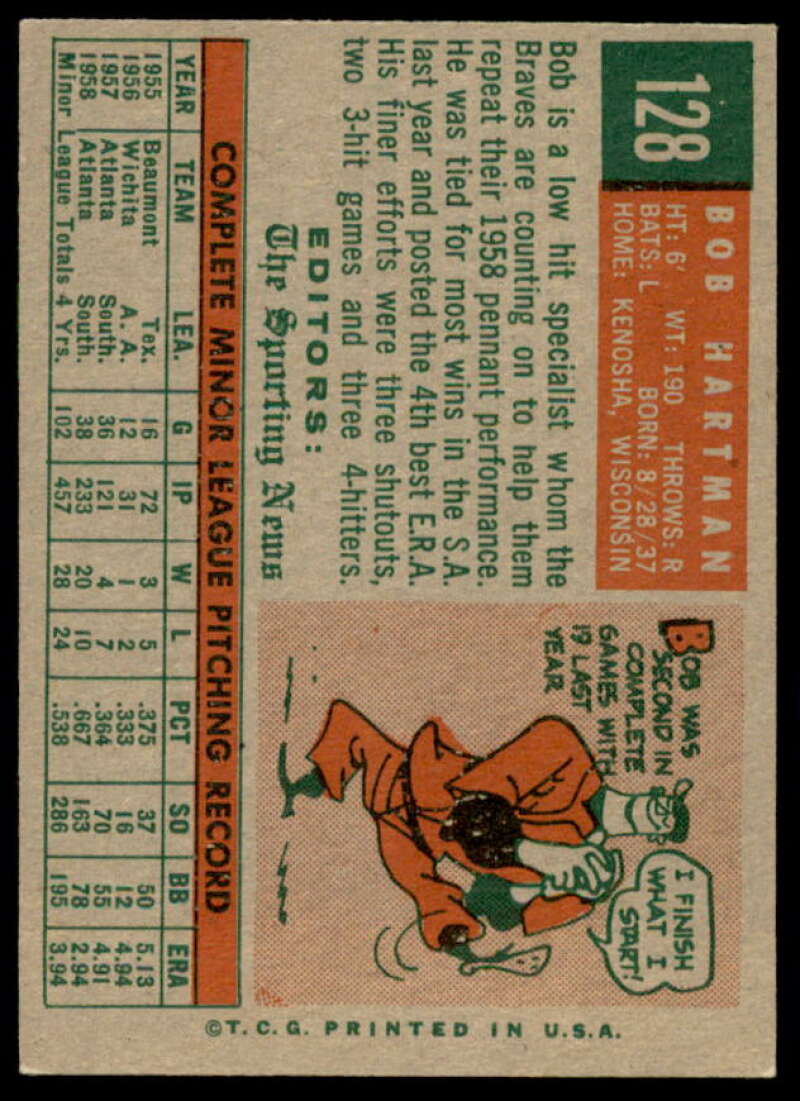 128
BOB HARTMAN
HT: 6' WT: 190 THROWS: R
BATS: L BORN: 8/28/37
HOME: KENOSHA, WISCONSIN
Bob is a low hit specialist whom the
Braves are counting on to help them
repeat their 1958 pennant performance.
He was tied for most wins in the S.A.
last year and posted the 4th best E.R.A.
His finer efforts were three shutouts,
two 3-hit games and three 4-hitters.
EDITORS:
The Sporting News
BOB WAS
SECOND IN
COMPLETE
GAMES WITH
19 LAST
YEAR
I FINISH
WHAT I
START!
COMPLETE MINOR LEAGUE PITCHING RECORD
YEAR TEAM LEA. G IP W L PCT SO BB ERA
1955 Beaumont Tex. 16 72 3 5 .375 37 50 5.13
1956 Wichita A. A. 12 31 1 2 .333 16 12 4.94
1957 Atlanta South. 36 121 4 7 .364 70 55 4.91
1958 Atlanta South. 38 233 20 10 .667 163 78 2.94
Minor League Totals 4 Yrs. 102 457 28 24 .538 286 195 3.94
©T.C.G. PRINTED IN U.S.A.